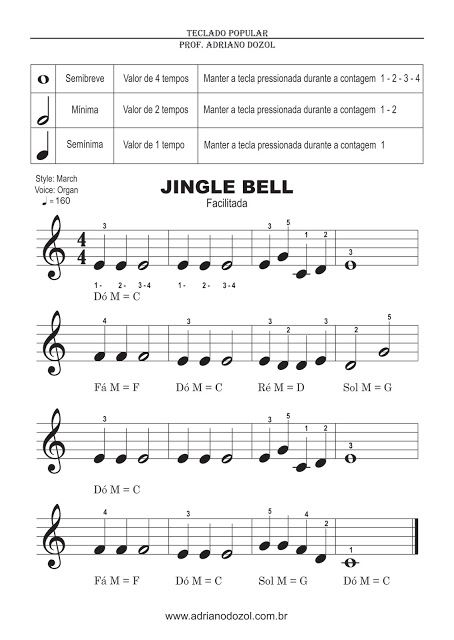 TECLADO POPULAR
PROF. ADRIANO DOZOL
Semibreve Valor de 4 tempos Manter a tecla pressionada durante a contagem 1 - 2 - 3 - 4
Mínima Valor de 2 tempos Manter a tecla pressionada durante a contagem 1 - 2
Semínima Valor de 1 tempo Manter a tecla pressionada durante a contagem 1
Style: March
Voice: Organ
= 160
JINGLE BELL
Facilitada
3 3 5 1 2 3
4
4
1 - 2 - 3 - 4 1 - 2 - 3 - 4
Dó M = C
4 3 2 3 2 5
Fá M = F Dó M = C Ré M = D Sol M = G
3 3 5 1 2 3
Dó M = C
4 3 5 4 2 1
Fá M = F Dó M = C Sol M = G Dó M = C
www.adrianodozol.com.br